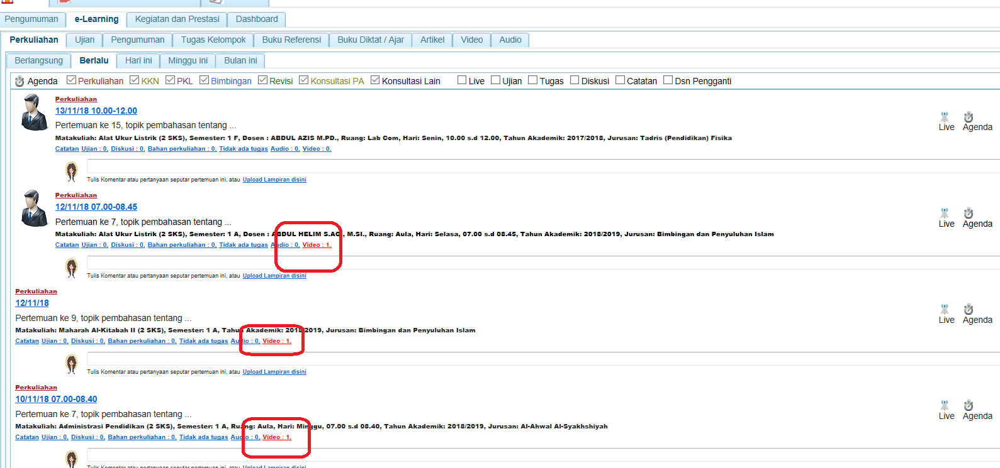 Pengumuman e-Learning Kegiatan dan Prestasi Dashboard
Perkuliahan Ujian Pengumuman Tugas Kelompok Buku Referensi Buku Diktat / Ajar Artikel Video Audio
Berlangsung Berlalu Hari ini Minggu ini Bulan ini
Agenda Perkuliahan KKN PKL Bimbingan Revisi Konsultasi PA Konsultasi Lain Live Ujian Tugas Diskusi Catatan Dsn Pengganti
Perkuliahan
13/11/18 10.00-12.00
Pertemuan ke 15, topik pembahasan tentang ...
Live Agenda
Matakuliah: Alat Ukur Listrik (2 SKS), Semester: 1 F, Dosen : ABDUL AZIS M.PD., Ruang: Lab Com, Hari: Senin, 10.00 s.d 12.00, Tahun Akademik: 2017/2018, Jurusan: Tadris (Pendidikan) Fisika
Catatan Ujian : 0, Diskusi : 0, Bahan perkuliahan : 0, Tidak ada tugas Audio : 0, Video : 0.
Tulis Komentar atau pertanyaan seputar pertemuan ini, atau Upload Lampiran disini
Perkuliahan
12/11/18 07.00-08.45
Pertemuan ke 7, topik pembahasan tentang ...
Live Agenda
Matakuliah: Alat Ukur Listrik (2 SKS), Semester: 1 A, Dosen : ABDUL HELIM S.AG., M.SI., Ruang: Aula, Hari: Selasa, 07.00 s.d 08.45, Tahun Akademik: 2018/2019, Jurusan: Bimbingan dan Penyuluhan Islam
Catatan Ujian : 0, Diskusi : 0, Bahan perkuliahan : 0, Tidak ada tugas Audio : 0, Video : 1.
Tulis Komentar atau pertanyaan seputar pertemuan ini, atau Upload Lampiran disini
Perkuliahan
12/11/18
Pertemuan ke 9, topik pembahasan tentang ...
Live Agenda
Matakuliah: Maharah Al-Kitabah II (2 SKS), Semester: 1 A, Tahun Akademik: 2018/2019, Jurusan: Bimbingan dan Penyuluhan Islam
Catatan Ujian : 0, Diskusi : 0, Bahan perkuliahan : 0, Tidak ada tugas Audio : 0, Video : 1.
Tulis Komentar atau pertanyaan seputar pertemuan ini, atau Upload Lampiran disini
Perkuliahan
10/11/18 07.00-08.40
Pertemuan ke 7, topik pembahasan tentang ...
Live Agenda
Matakuliah: Administrasi Pendidikan (2 SKS), Semester: 1 A, Ruang: Aula, Hari: Minggu, 07.00 s.d 08.40, Tahun Akademik: 2018/2019, Jurusan: Al-Ahwal Al-Syakhshiyah
Catatan Ujian : 0, Diskusi : 0, Bahan perkuliahan : 0, Tidak ada tugas Audio : 0, Video : 1.
Tulis Komentar atau pertanyaan seputar pertemuan ini, atau Upload Lampiran disini